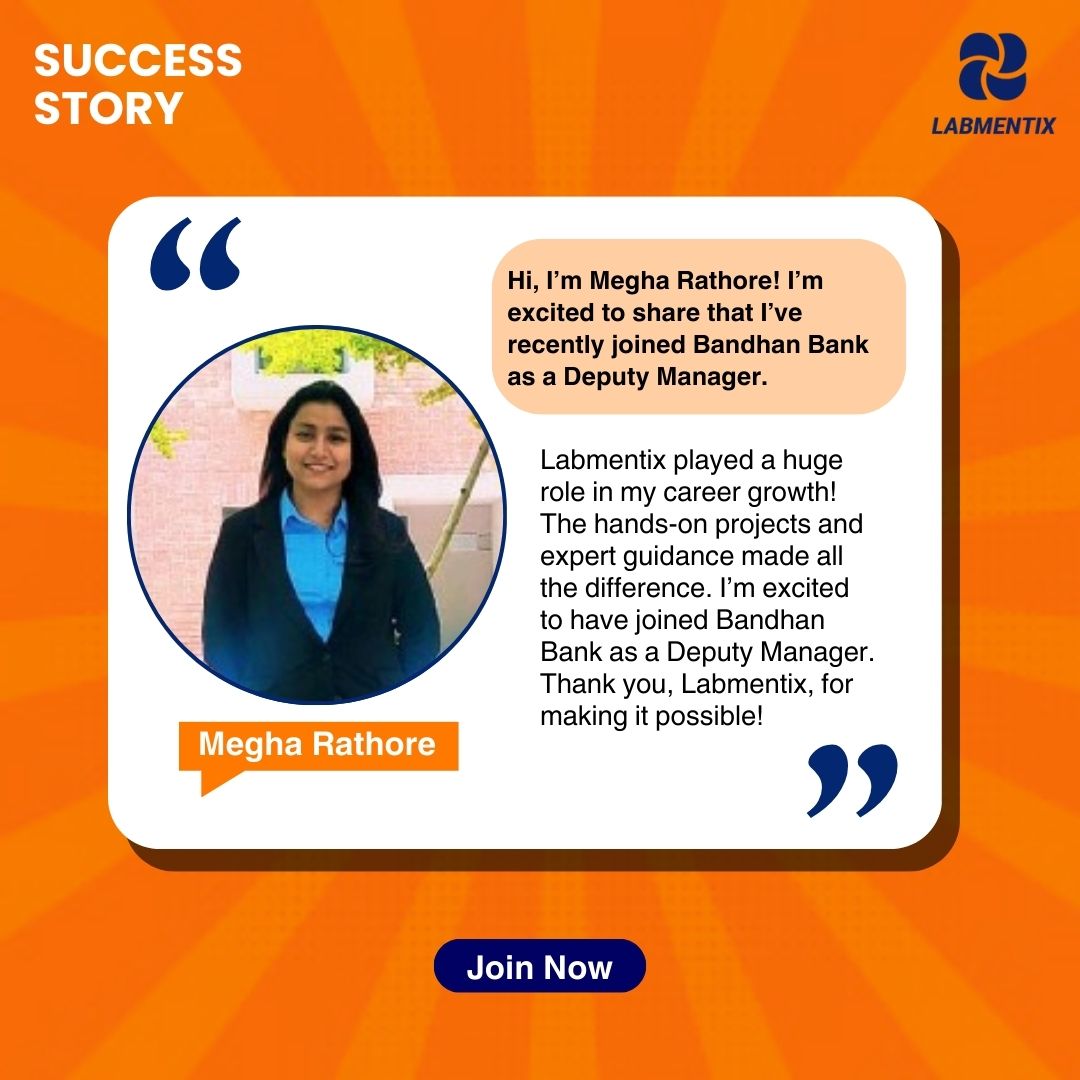 SUCCESS
STORY
LABMENTIX
Hi, I’m Megha Rathore! I’m
excited to share that I’ve
recently joined Bandhan Bank
as a Deputy Manager.
Labmentix played a huge
role in my career growth!
The hands-on projects and
expert guidance made all
the difference. I’m excited
to have joined Bandhan
Bank as a Deputy Manager.
Thank you, Labmentix, for
making it possible!
Megha Rathore
Join Now